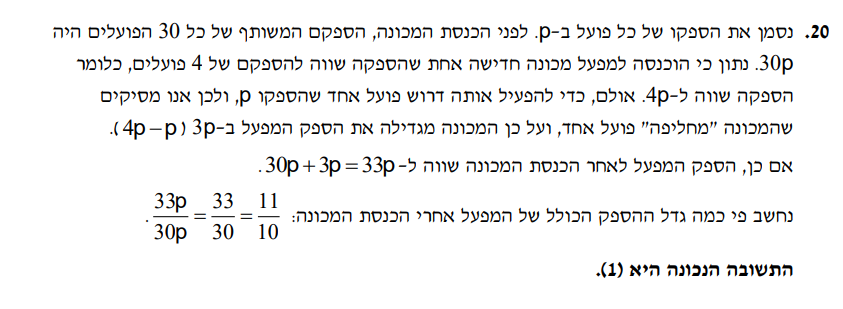 20. נסמן את הספקו של כל פועל ב-p. לפני הכנסת המכונה, הספקם המשותף של כל 30 הפועלים היה
30p. נתון כי הוכנסה למפעל מכונה חדישה אחת שהספקה שווה להספקם של 4 פועלים, כלומר
הספקה שווה ל-4p. אולם, כדי להפעיל אותה דרוש פועל אחד שהספקו p, ולכן אנו מסיקים
שהמכונה "מחליפה" פועל אחד, ועל כן המכונה מגדילה את הספק המפעל ב-3p (4p – p).
אם כן, הספק המפעל לאחר הכנסת המכונה שווה ל- 30p + 3p = 33p.
נחשב פי כמה גדל ההספק הכולל של המפעל אחרי הכנסת המכונה: 33p/30p = 33/30 = 11/10.
התשובה הנכונה היא (1).